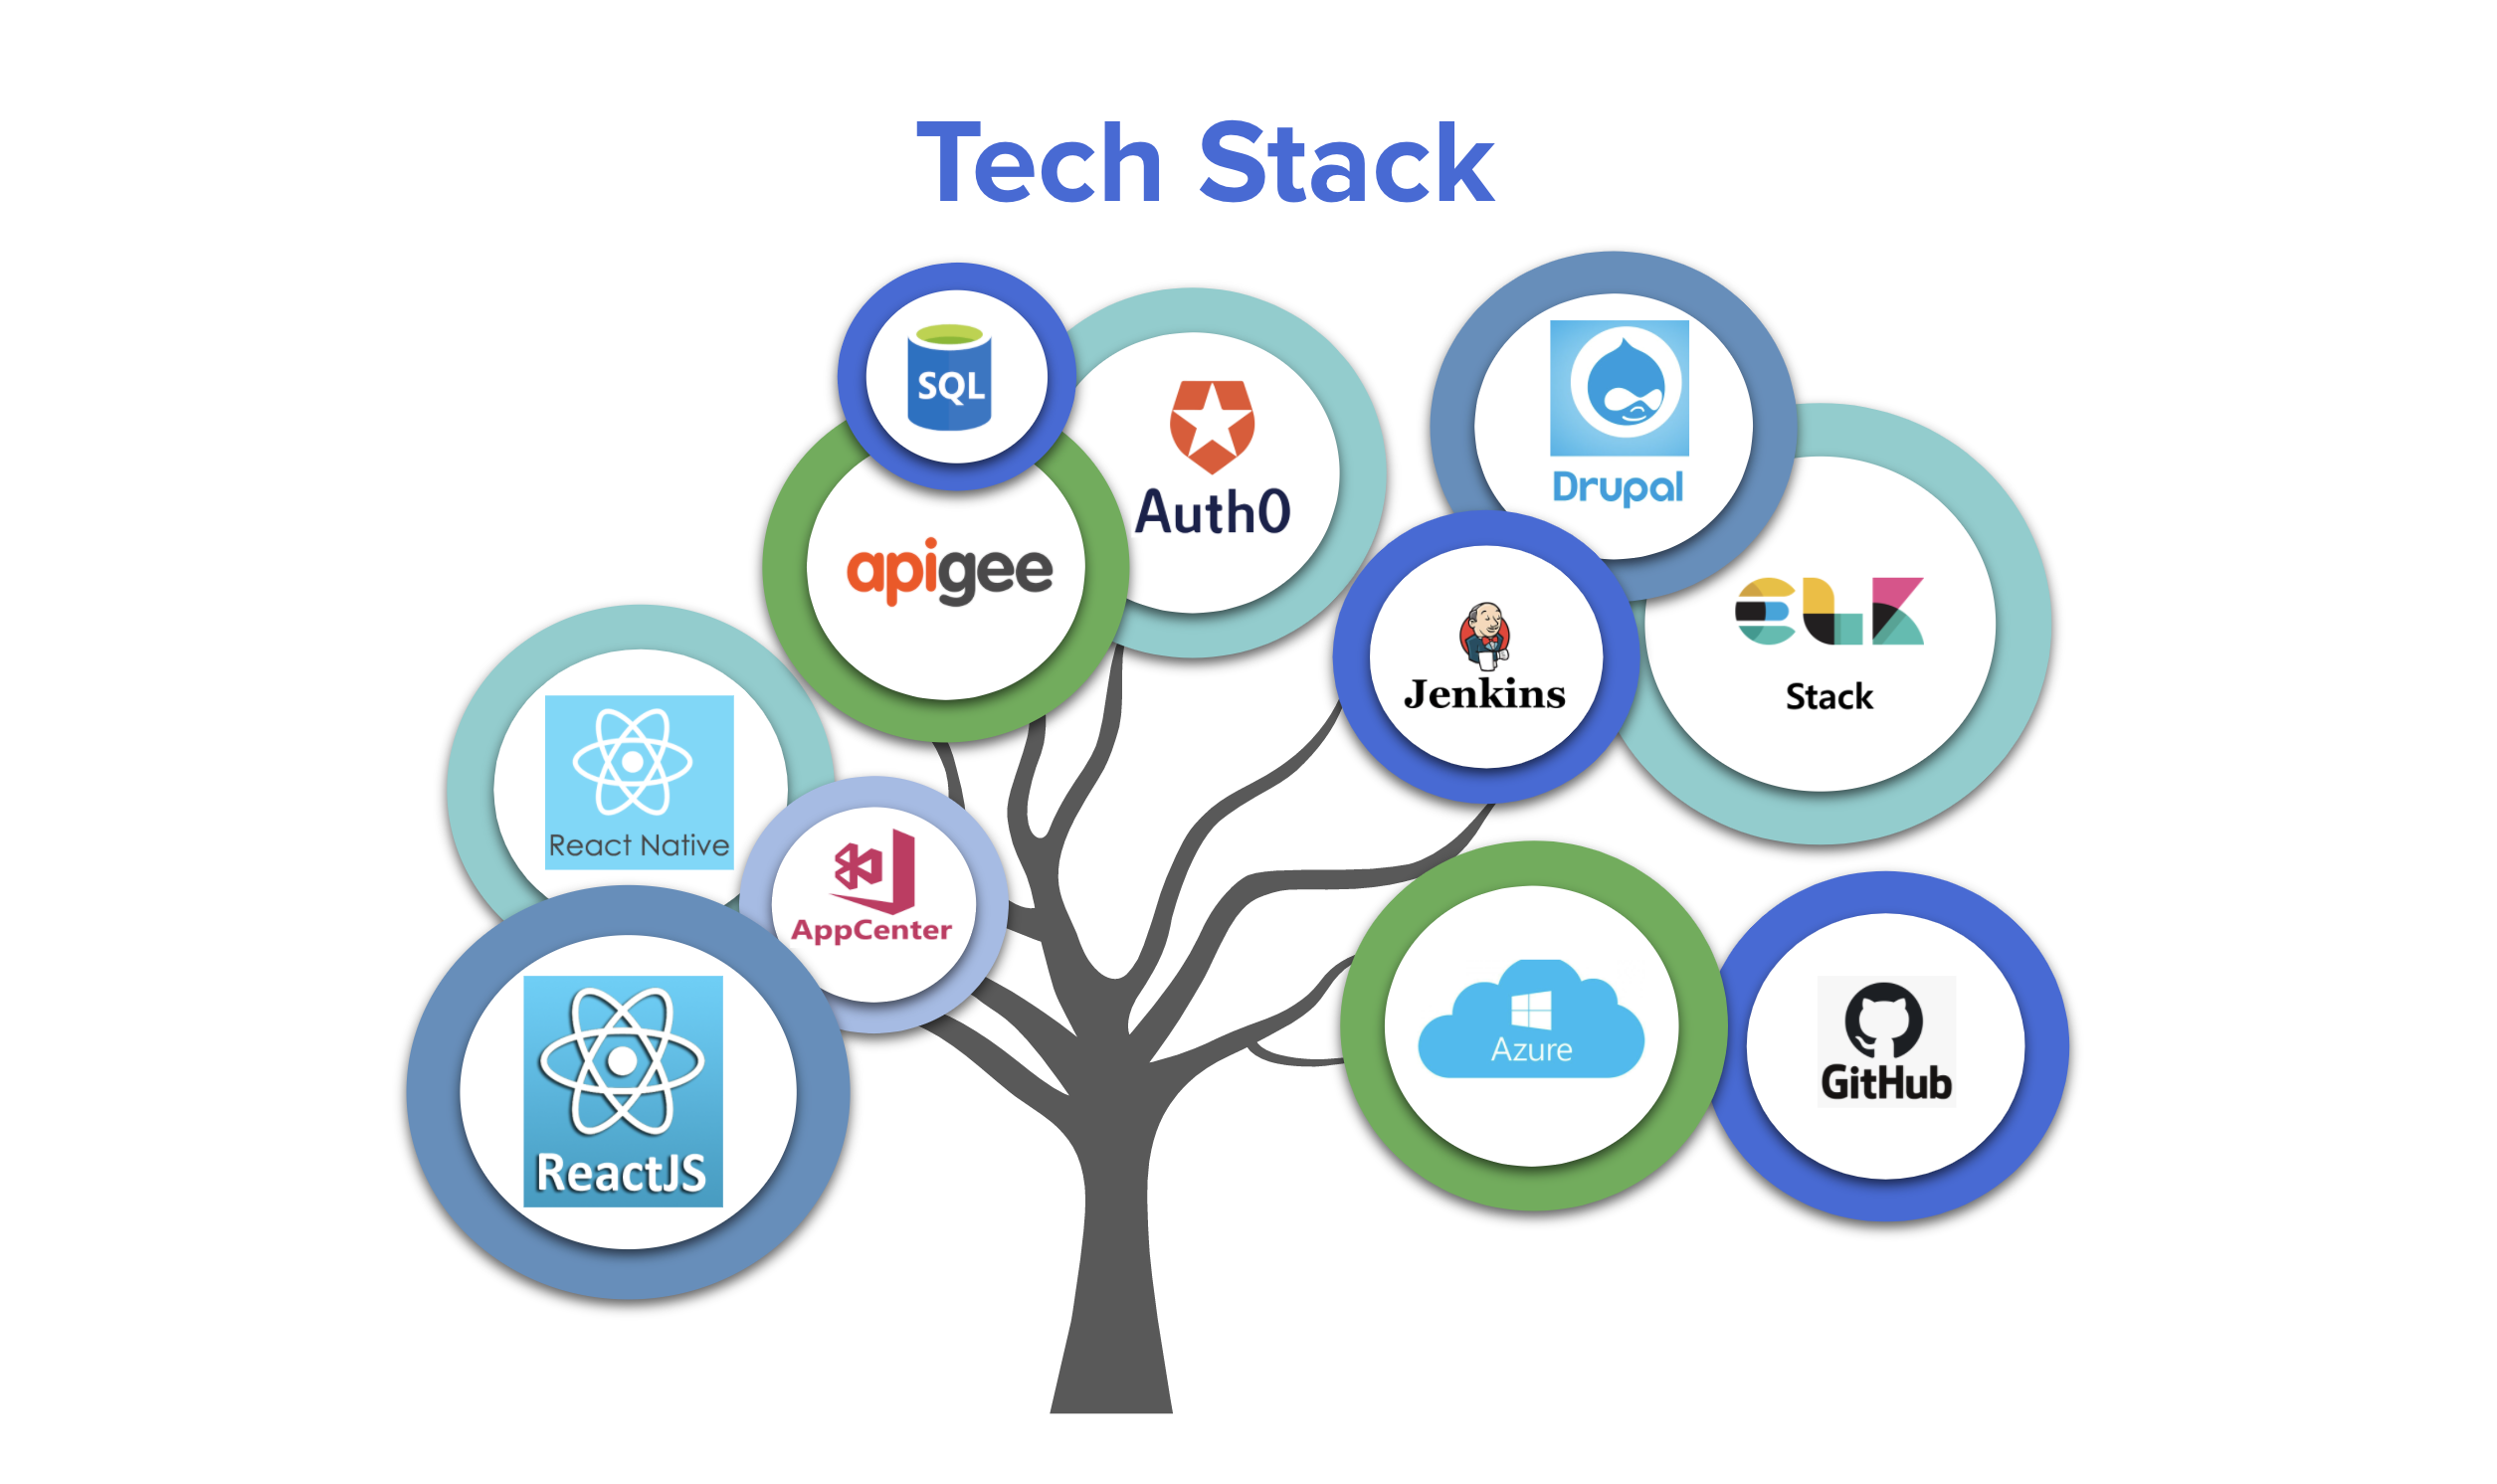 Tech Stack
SQL
Auth0
Drupal
apigee
Jenkins
ELK
Stack
React Native
AppCenter
ReactJS
Azure
GitHub